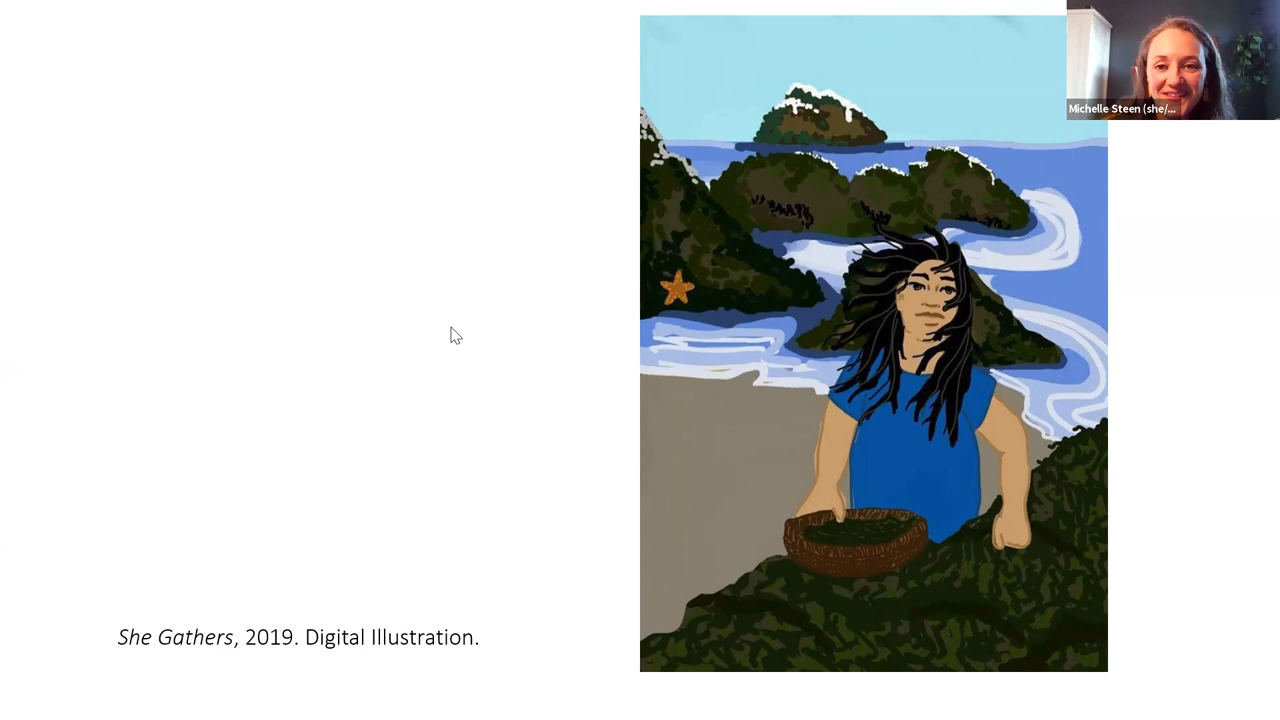 Michelle Steen (she/...
She Gathers, 2019. Digital Illustration.